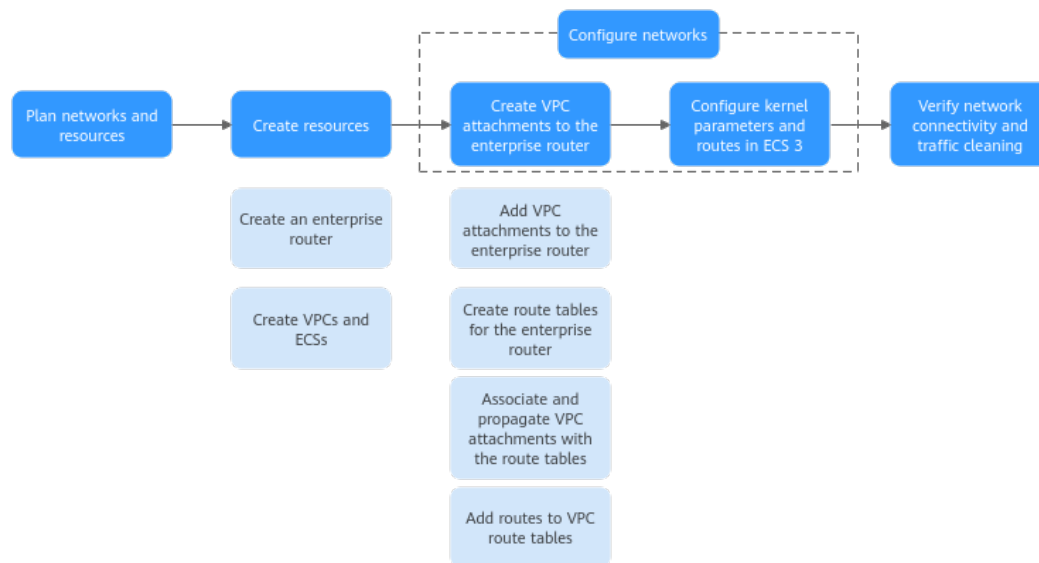 Configure networks
Plan networks and
resources
Create resources
Create VPC
attachments to the
enterprise router
Configure kernel
parameters and
routes in ECS 3
Verify network
connectivity and
traffic cleaning
Create an enterprise
router
Create VPCs and
ECSs
Add VPC
attachments to the
enterprise router
Create route tables
for the enterprise
router
Associate and
propagate VPC
attachments with
the route tables
Add routes to VPC
route tables